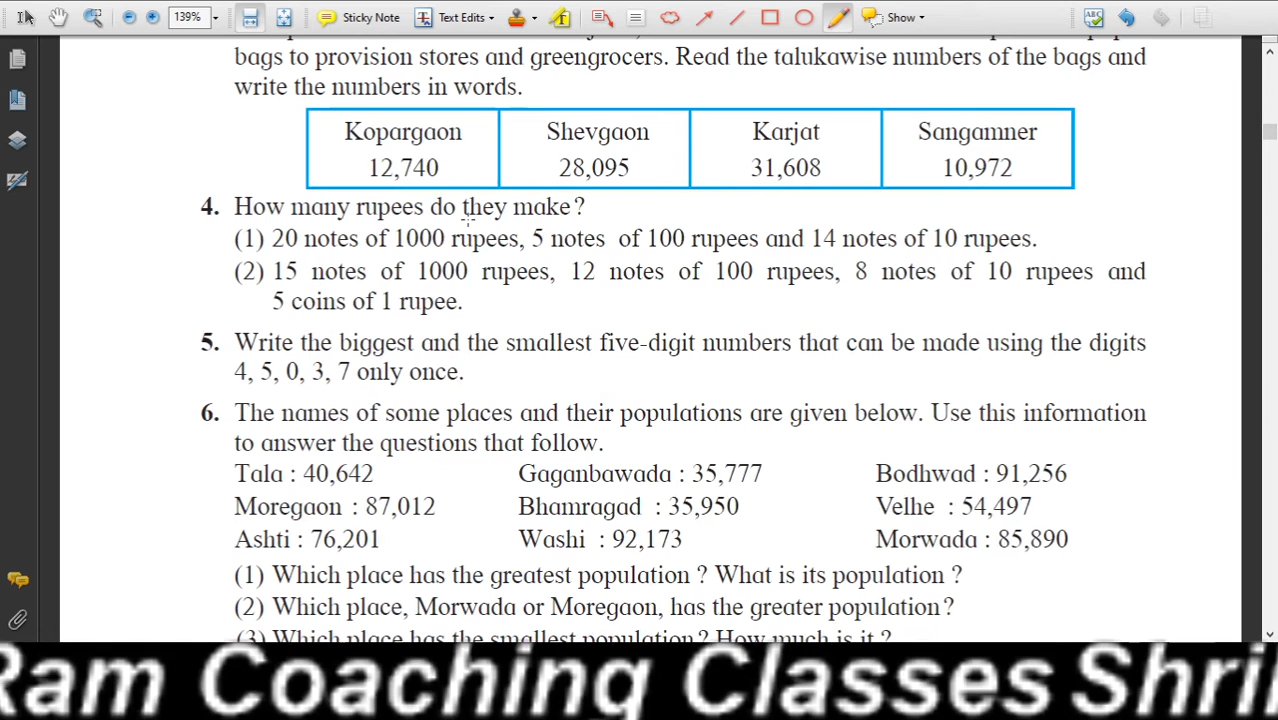 139% Sticky Note Text Edits Show
bags to provision stores and greengrocers. Read the talukawise numbers of the bags and
write the numbers in words.
Kopargaon Shevgaon Karjat Sangamner
12,740 28,095 31,608 10,972
4. How many rupees do they make?
(1) 20 notes of 1000 rupees, 5 notes of 100 rupees and 14 notes of 10 rupees.
(2) 15 notes of 1000 rupees, 12 notes of 100 rupees, 8 notes of 10 rupees and
5 coins of 1 rupee.
5. Write the biggest and the smallest five-digit numbers that can be made using the digits
4, 5, 0, 3, 7 only once.
6. The names of some places and their populations are given below. Use this information
to answer the questions that follow.
Tala : 40,642 Gaganbawada : 35,777 Bodhwad : 91,256
Moregaon : 87,012 Bhamragad : 35,950 Velhe : 54,497
Ashti : 76,201 Washi : 92,173 Morwada : 85,890
(1) Which place has the greatest population ? What is its population ?
(2) Which place, Morwada or Moregaon, has the greater population?
(3) Which place has the smallest population? How much is it ?
Ram Coaching Classes Shri